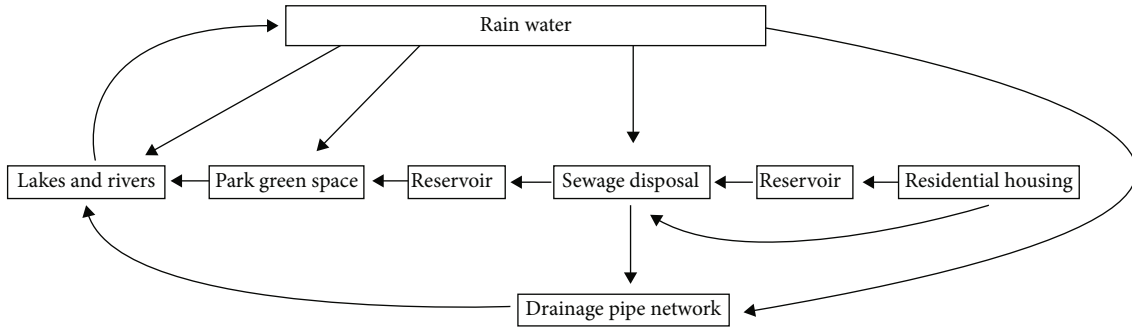 Rain water
Lakes and rivers
Park green space
Reservoir
Sewage disposal
Reservoir
Residential housing
Drainage pipe network